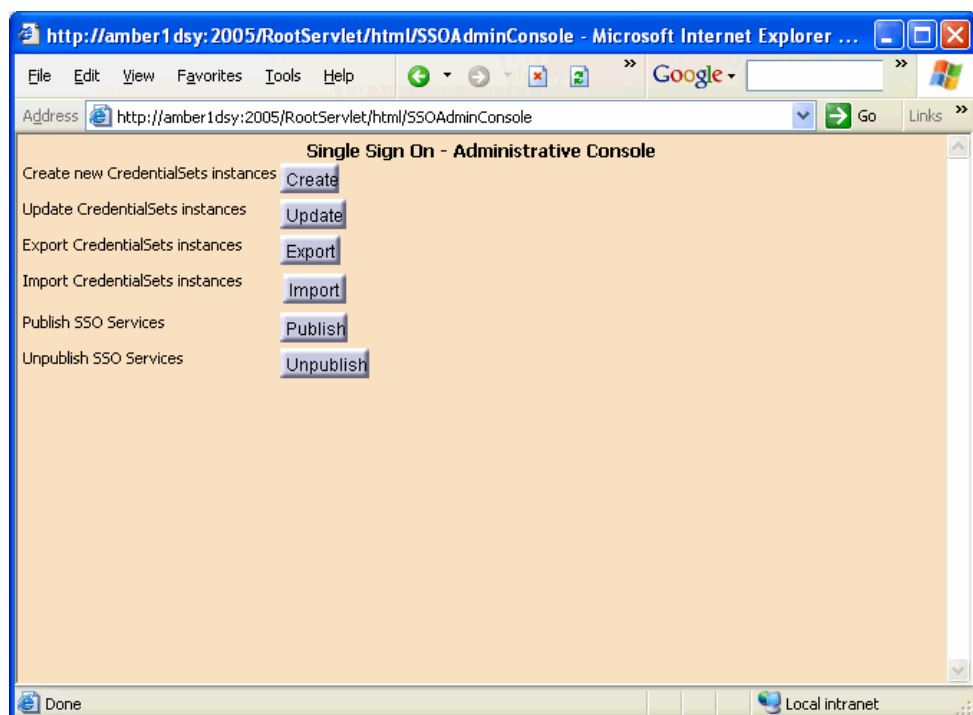 http://amber1dsy:2005/RootServlet/html/SSOAdminConsole - Microsoft Internet Explorer ...
File Edit View Favorites Tools Help » Google »
Address http://amber1dsy:2005/RootServlet/html/SSOAdminConsole Go Links »
Single Sign On - Administrative Console
Create new CredentialSets instances Create
Update CredentialSets instances Update
Export CredentialSets instances Export
Import CredentialSets instances Import
Publish SSO Services Publish
Unpublish SSO Services Unpublish
Done Local intranet